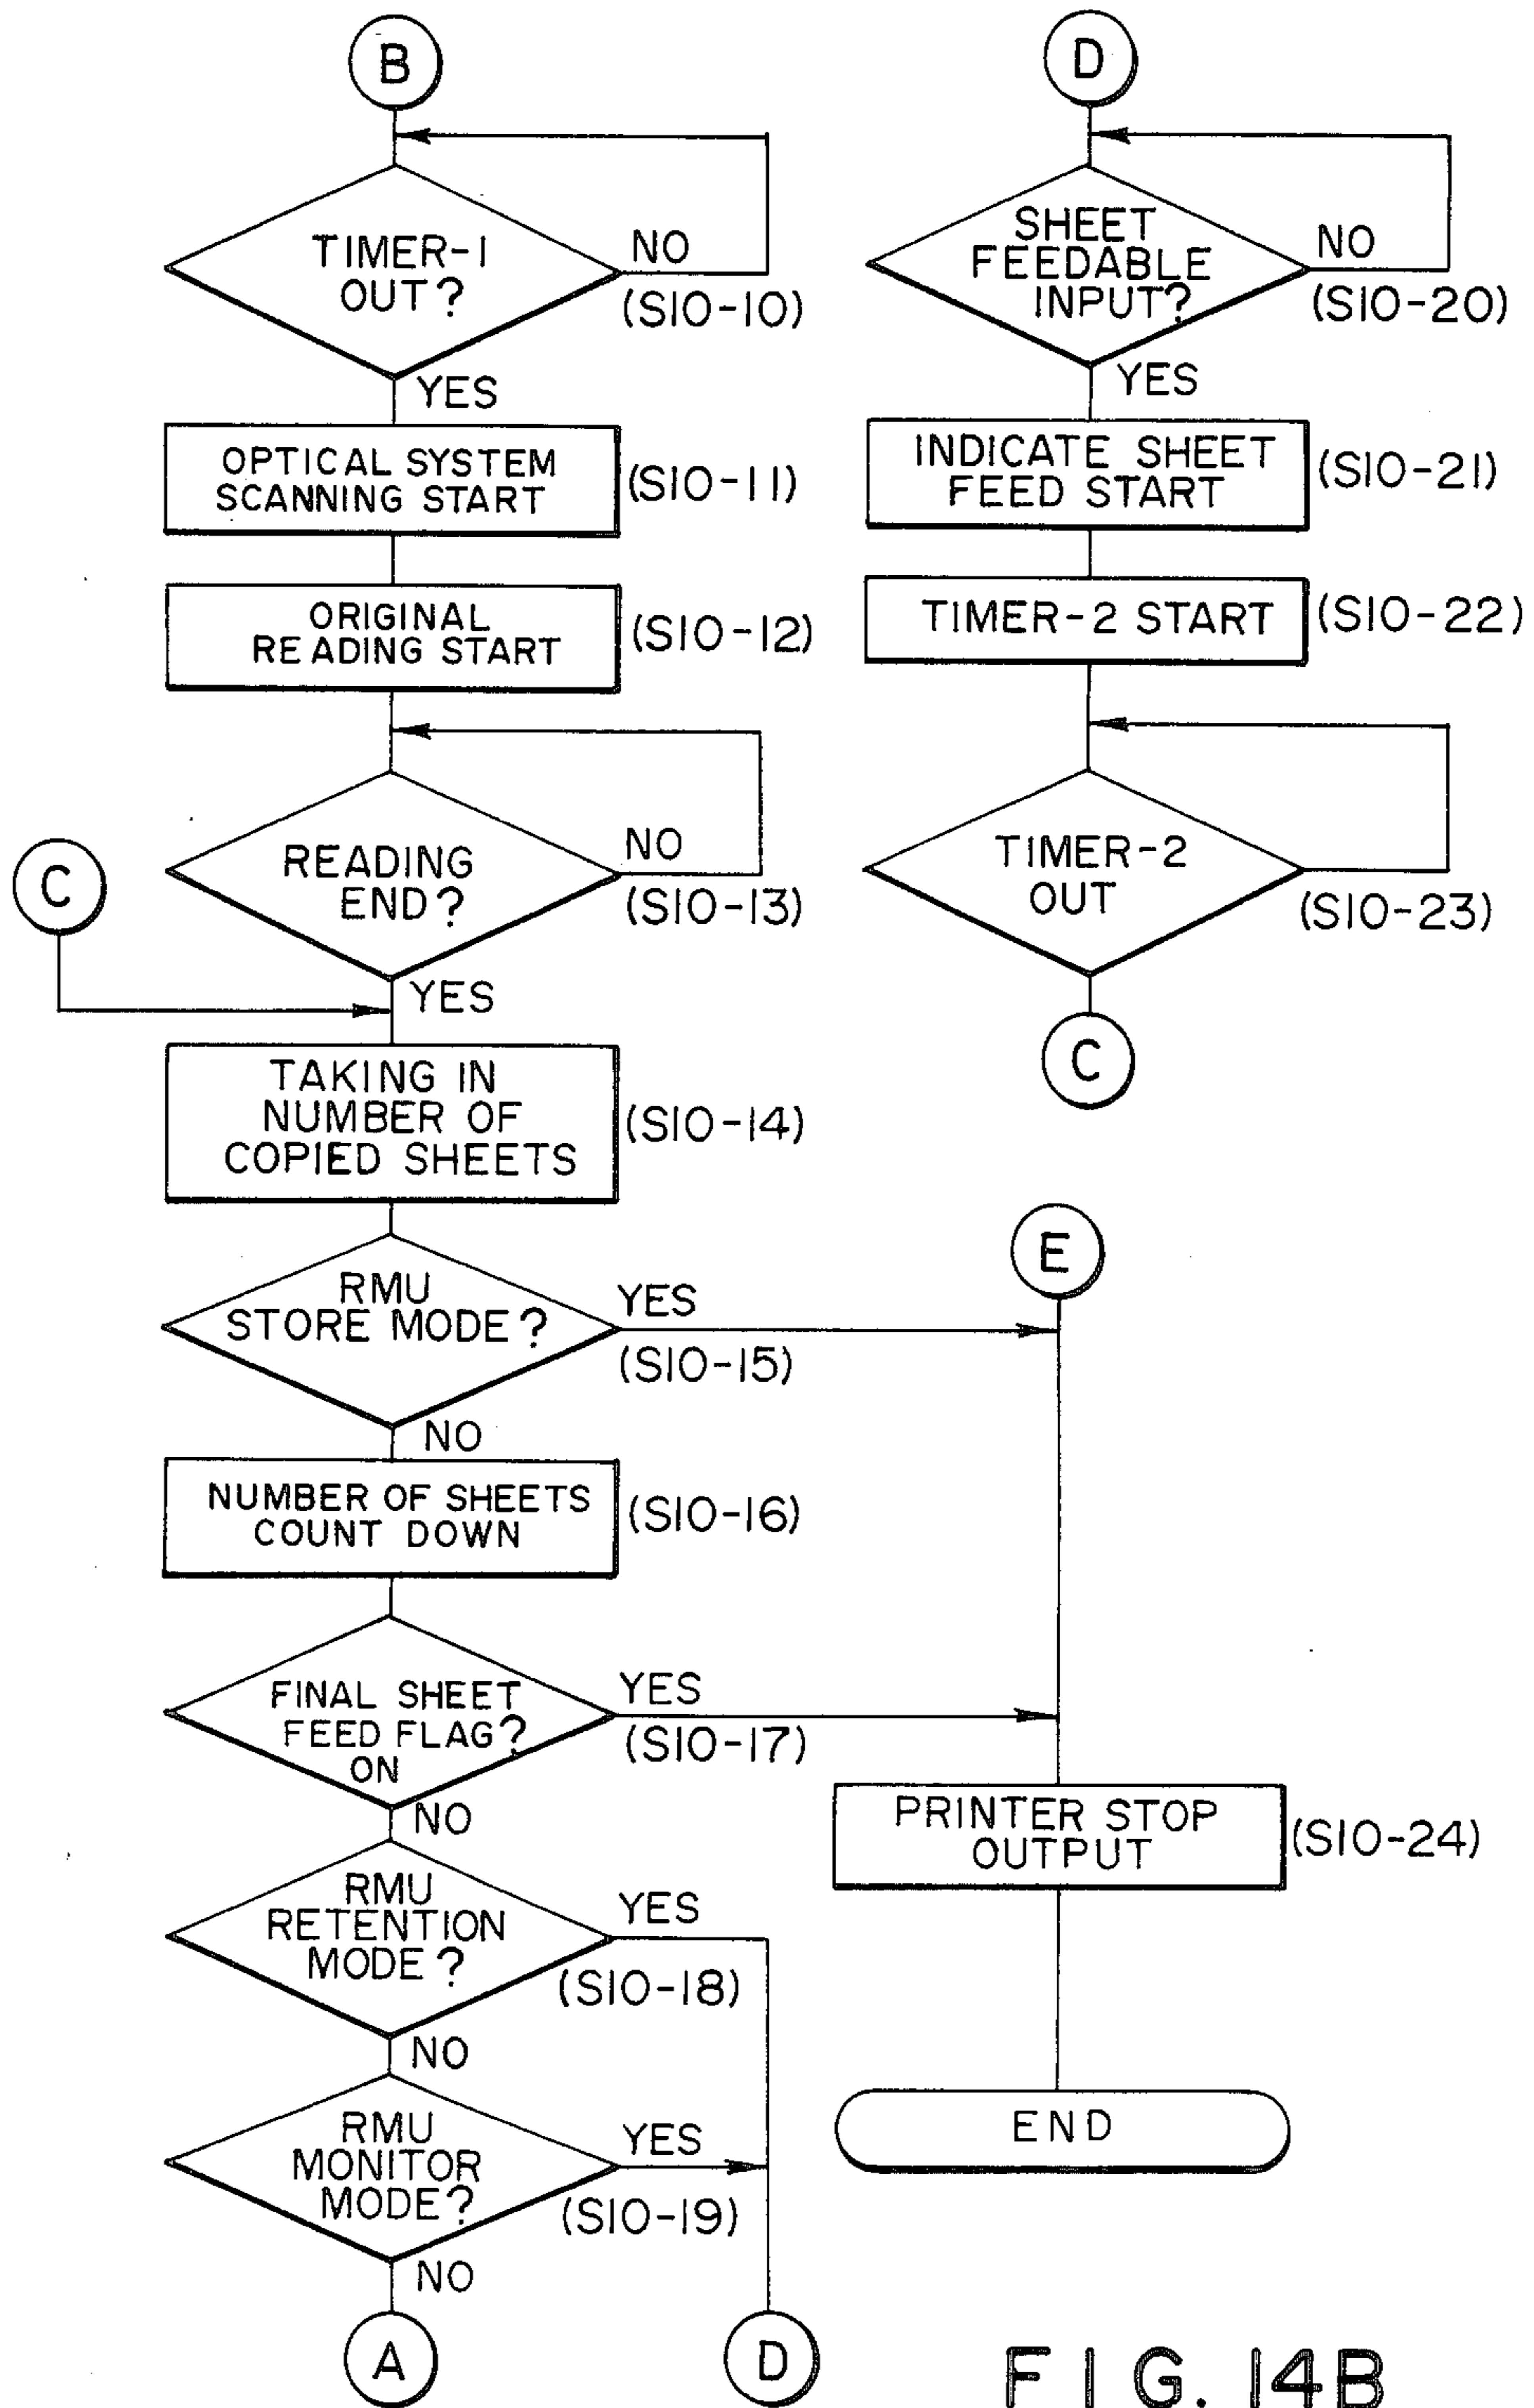 B
TIMER-1
OUT?
NO
(S10-10)
YES
OPTICAL SYSTEM
SCANNING START
(S10-11)
ORIGINAL
READING START
(S10-12)
READING
END?
NO
(S10-13)
C
YES
TAKING IN
NUMBER OF
COPIED SHEETS
(S10-14)
RMU
STORE MODE?
YES
(S10-15)
NO
NUMBER OF SHEETS
COUNT DOWN
(S10-16)
FINAL SHEET
FEED FLAG?
ON
YES
(S10-17)
NO
RMU
RETENTION
MODE?
YES
(S10-18)
NO
RMU
MONITOR
MODE?
YES
(S10-19)
NO
A
D
D
SHEET
FEEDABLE
INPUT?
NO
(S10-20)
YES
INDICATE SHEET
FEED START
(S10-21)
TIMER-2 START
(S10-22)
TIMER-2
OUT
(S10-23)
C
E
PRINTER STOP
OUTPUT
(S10-24)
END
FIG. 14B